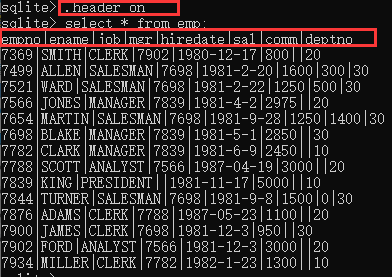 sqlite> .header on
sqlite> select * from emp;
empno|ename|job|mgr|hiredate|sal|comm|deptno
7369|SMITH|CLERK|7902|1980-12-17|800||20
7499|ALLEN|SALESMAN|7698|1981-2-20|1600|300|30
7521|WARD|SALESMAN|7698|1981-2-22|1250|500|30
7566|JONES|MANAGER|7839|1981-4-2|2975||20
7654|MARTIN|SALESMAN|7698|1981-9-28|1250|1400|30
7698|BLAKE|MANAGER|7839|1981-5-1|2850||30
7782|CLARK|MANAGER|7839|1981-6-9|2450||10
7788|SCOTT|ANALYST|7566|1987-04-19|3000||20
7839|KING|PRESIDENT||1981-11-17|5000||10
7844|TURNER|SALESMAN|7698|1981-9-8|1500|0|30
7876|ADAMS|CLERK|7788|1987-05-23|1100||20
7900|JAMES|CLERK|7698|1981-12-3|950||30
7902|FORD|ANALYST|7566|1981-12-3|3000||20
7934|MILLER|CLERK|7782|1982-1-23|1300||10
sqlite>